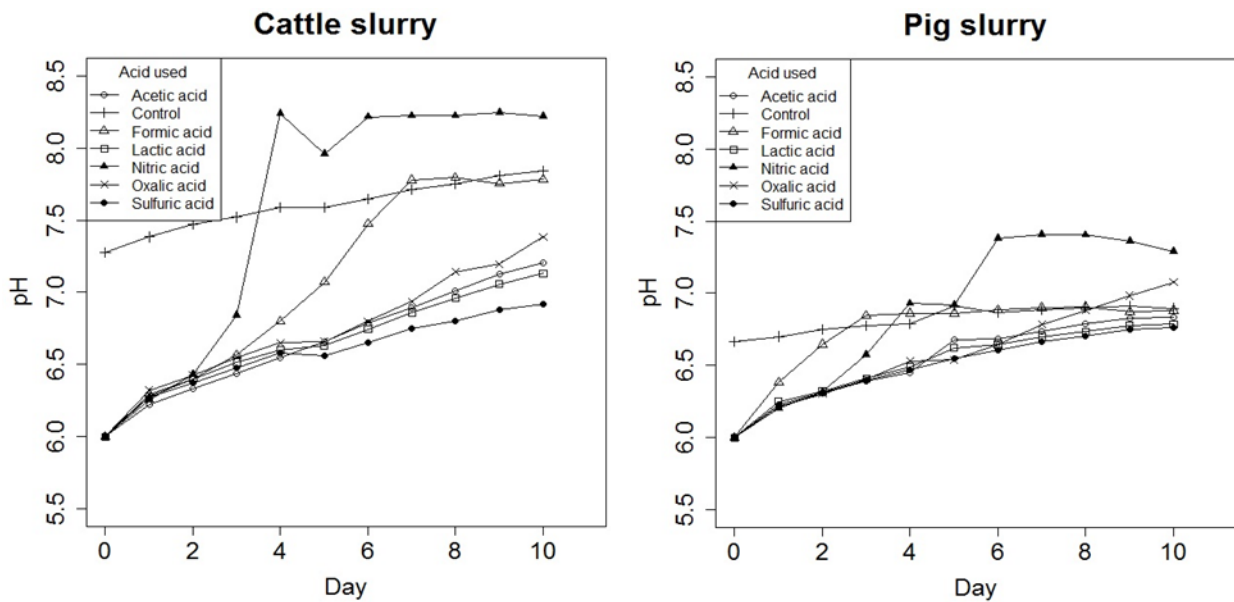 Cattle slurry
Acid used
Acetic acid
Control
Formic acid
Lactic acid
Nitric acid
Oxalic acid
Sulfuric acid
8.5
8.0
7.5
7.0
6.5
6.0
5.5
pH
0 2 4 6 8 10
Day
Pig slurry
Acid used
Acetic acid
Control
Formic acid
Lactic acid
Nitric acid
Oxalic acid
Sulfuric acid
8.5
8.0
7.5
7.0
6.5
6.0
5.5
pH
0 2 4 6 8 10
Day